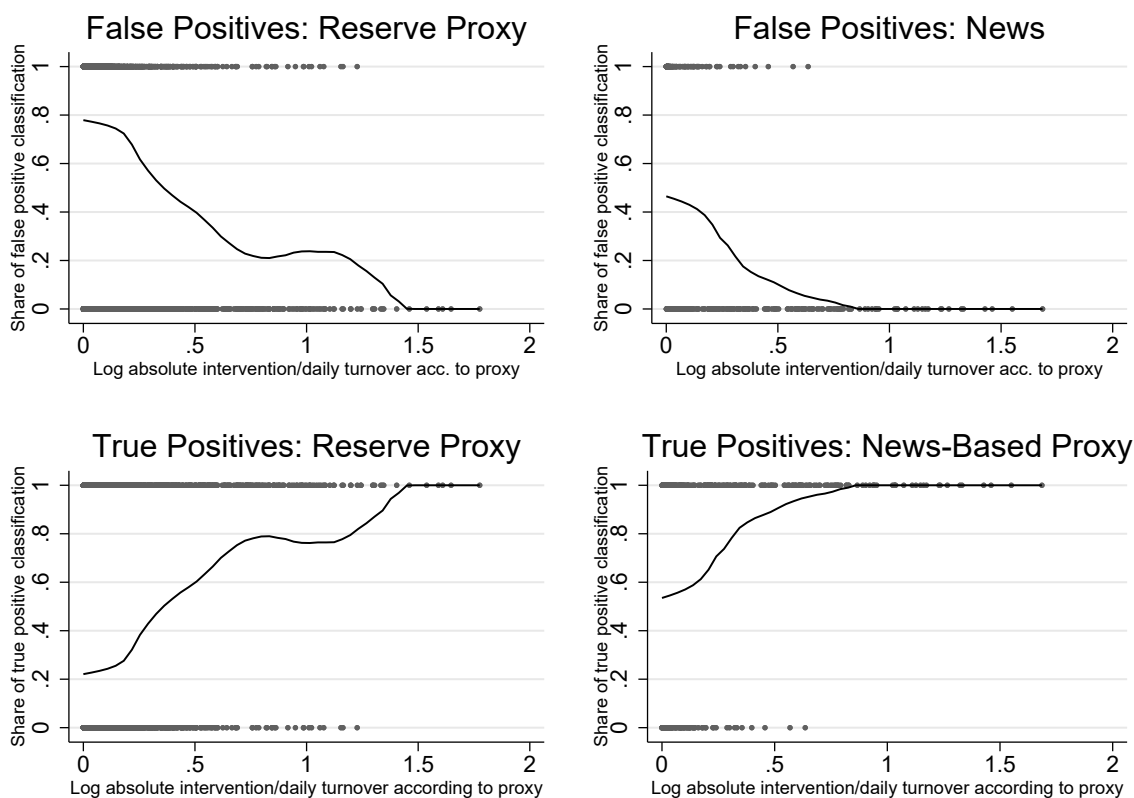 False Positives: Reserve Proxy
Share of false positive classification
1
.8
.6
.4
.2
0
0 .5 1 1.5 2
Log absolute intervention/daily turnover acc. to proxy
False Positives: News
Share of false positive classification
1
.8
.6
.4
.2
0
0 .5 1 1.5 2
Log absolute intervention/daily turnover acc. to proxy
True Positives: Reserve Proxy
Share of true positive classification
1
.8
.6
.4
.2
0
0 .5 1 1.5 2
Log absolute intervention/daily turnover according to proxy
True Positives: News-Based Proxy
Share of true positive classification
1
.8
.6
.4
.2
0
0 .5 1 1.5 2
Log absolute intervention/daily turnover according to proxy